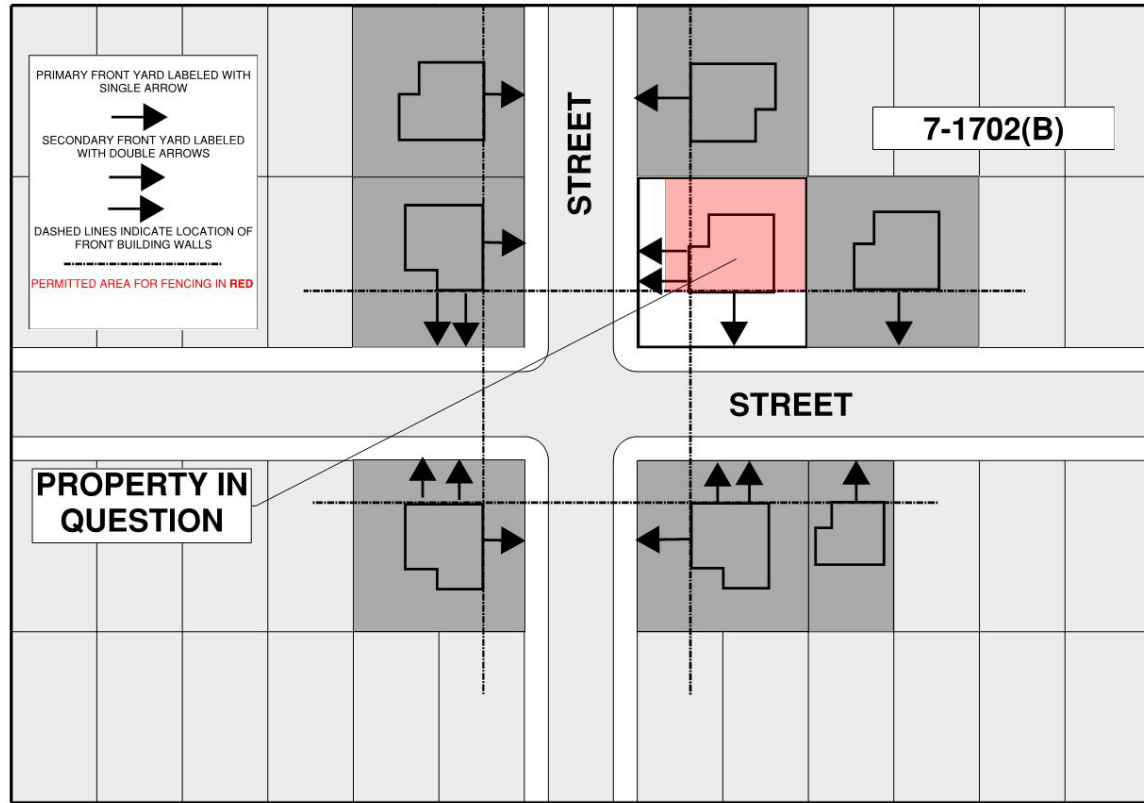 PRIMARY FRONT YARD LABELED WITH
SINGLE ARROW
SECONDARY FRONT YARD LABELED
WITH DOUBLE ARROWS
DASHED LINES INDICATE LOCATION OF
FRONT BUILDING WALLS
PERMITTED AREA FOR FENCING IN RED
STREET
7-1702(B)
STREET
PROPERTY IN
QUESTION